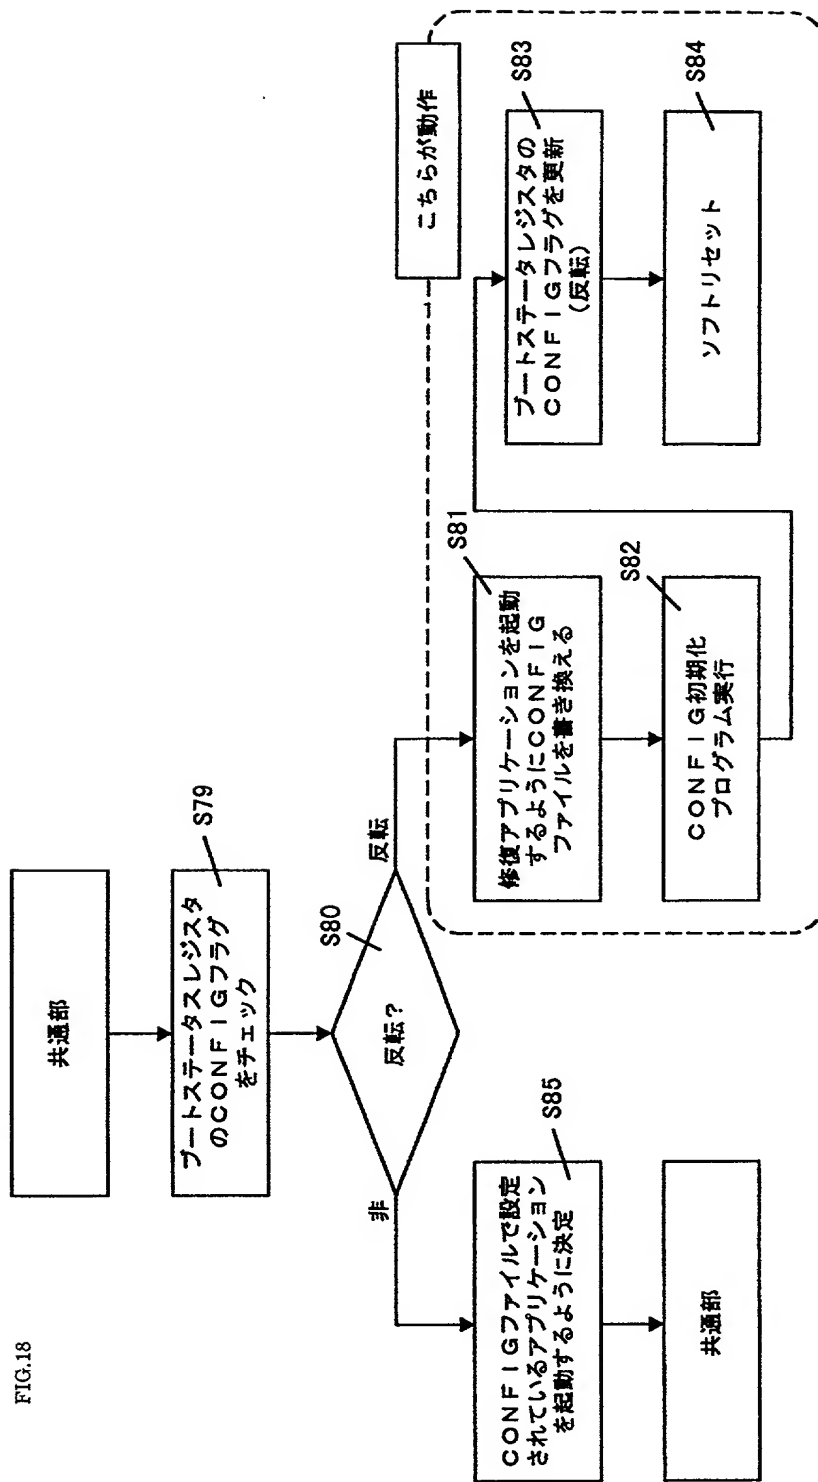 FIG.18
共通部
ブートステータスレジスタ
のCONFIGフラグ
をチェック
S79
反転?
S80
非
反転
CONFIGファイルで設定
されているアプリケーション
を起動するように決定
S85
共通部
こちらが動作
修復アプリケーションを起動
するようにCONFIG
ファイルを書き換える
S81
CONFIG初期化
プログラム実行
S82
ブートステータレジスタの
CONFIGフラグを更新
(反転)
S83
ソフトリセット
S84